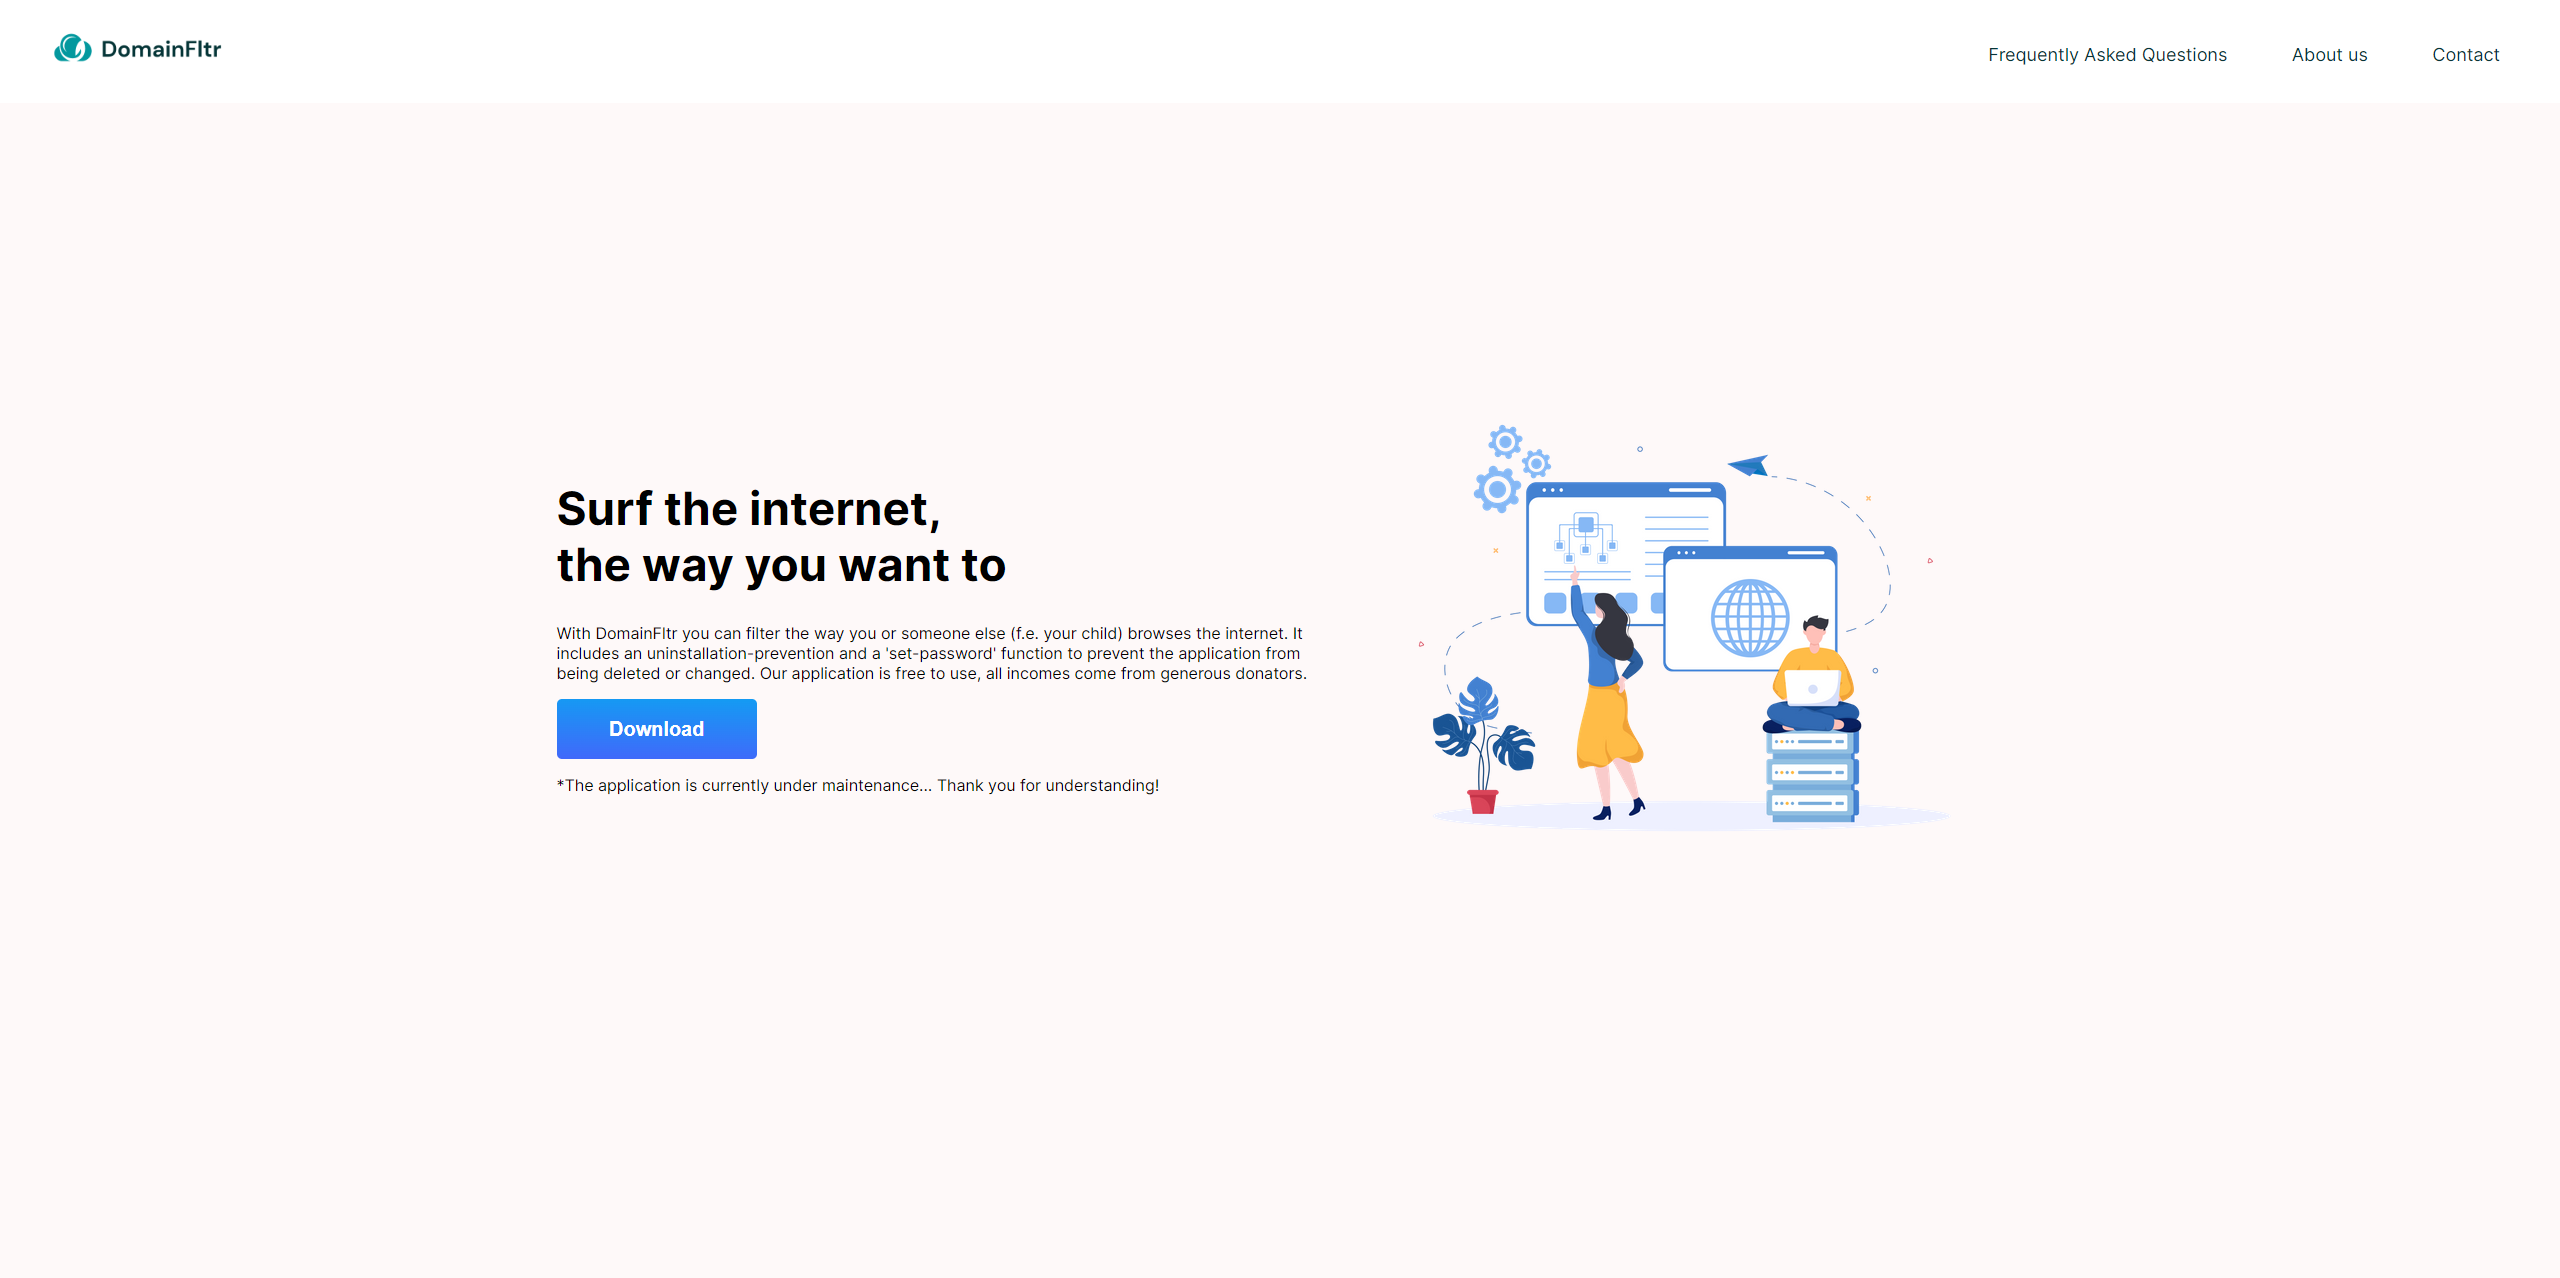 DomainFltr
Frequently Asked Questions
About us
Contact
Surf the internet,
the way you want to
With DomainFltr you can filter the way you or someone else (f.e. your child) browses the internet. It
includes an uninstallation-prevention and a 'set-password' function to prevent the application from
being deleted or changed. Our application is free to use, all incomes come from generous donators.
Download
*The application is currently under maintenance... Thank you for understanding!